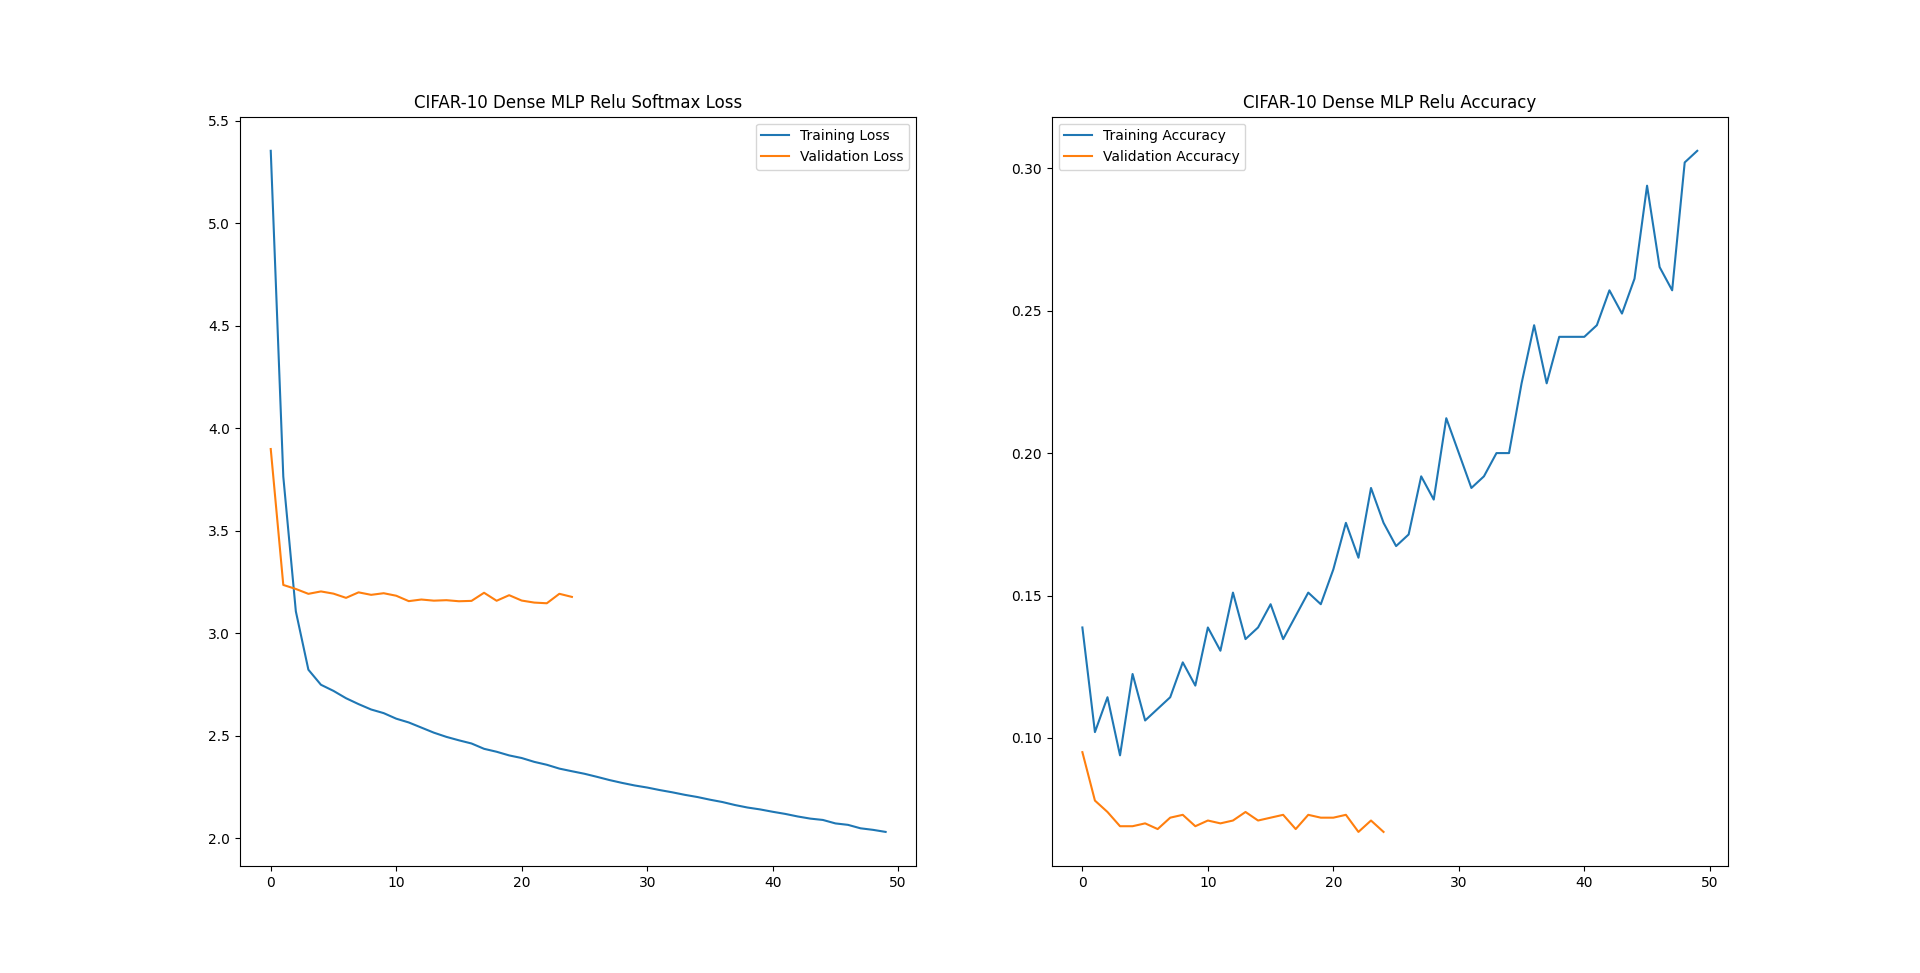 CIFAR-10 Dense MLP Relu Softmax Loss
Training Loss
Validation Loss
5.5
5.0
4.5
4.0
3.5
3.0
2.5
2.0
0 10 20 30 40 50
CIFAR-10 Dense MLP Relu Accuracy
Training Accuracy
Validation Accuracy
0.30
0.25
0.20
0.15
0.10
0 10 20 30 40 50